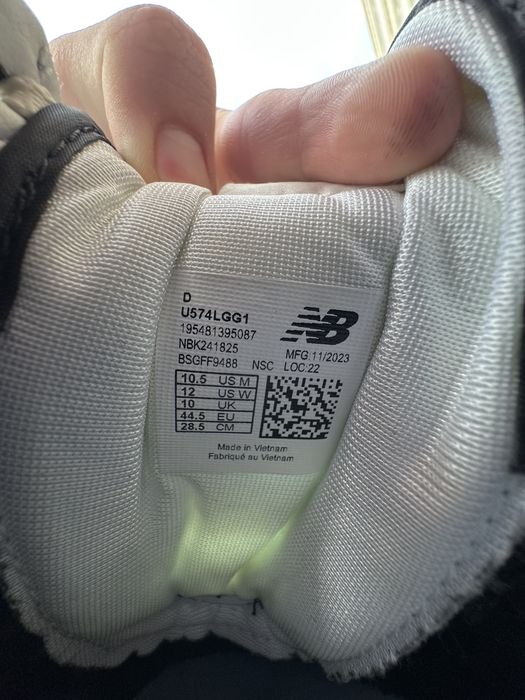 D
U574LGG1
195481395087
NBK241825 MFG:11/2023
BSGFF9488 NSC LOC:22
10.5 US M
12 US W
10 UK
44.5 EU
28.5 CM
Made in Vietnam
Fabriqué au Vietnam
NB